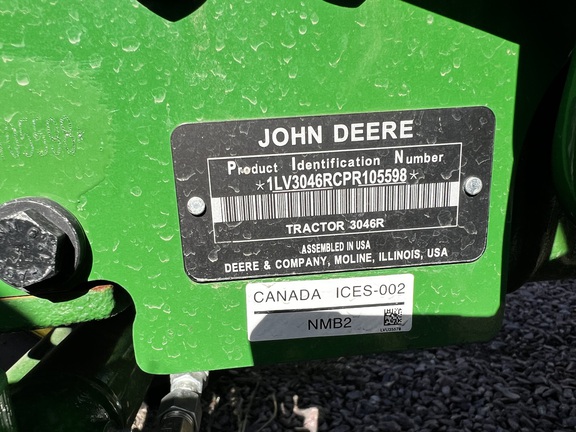 105598*
JOHN DEERE
Product Identification Number
*1LV3046RCPR105598*
TRACTOR 3046R
ASSEMBLED IN USA
DEERE & COMPANY, MOLINE, ILLINOIS, USA
CANADA ICES-002
NMB2